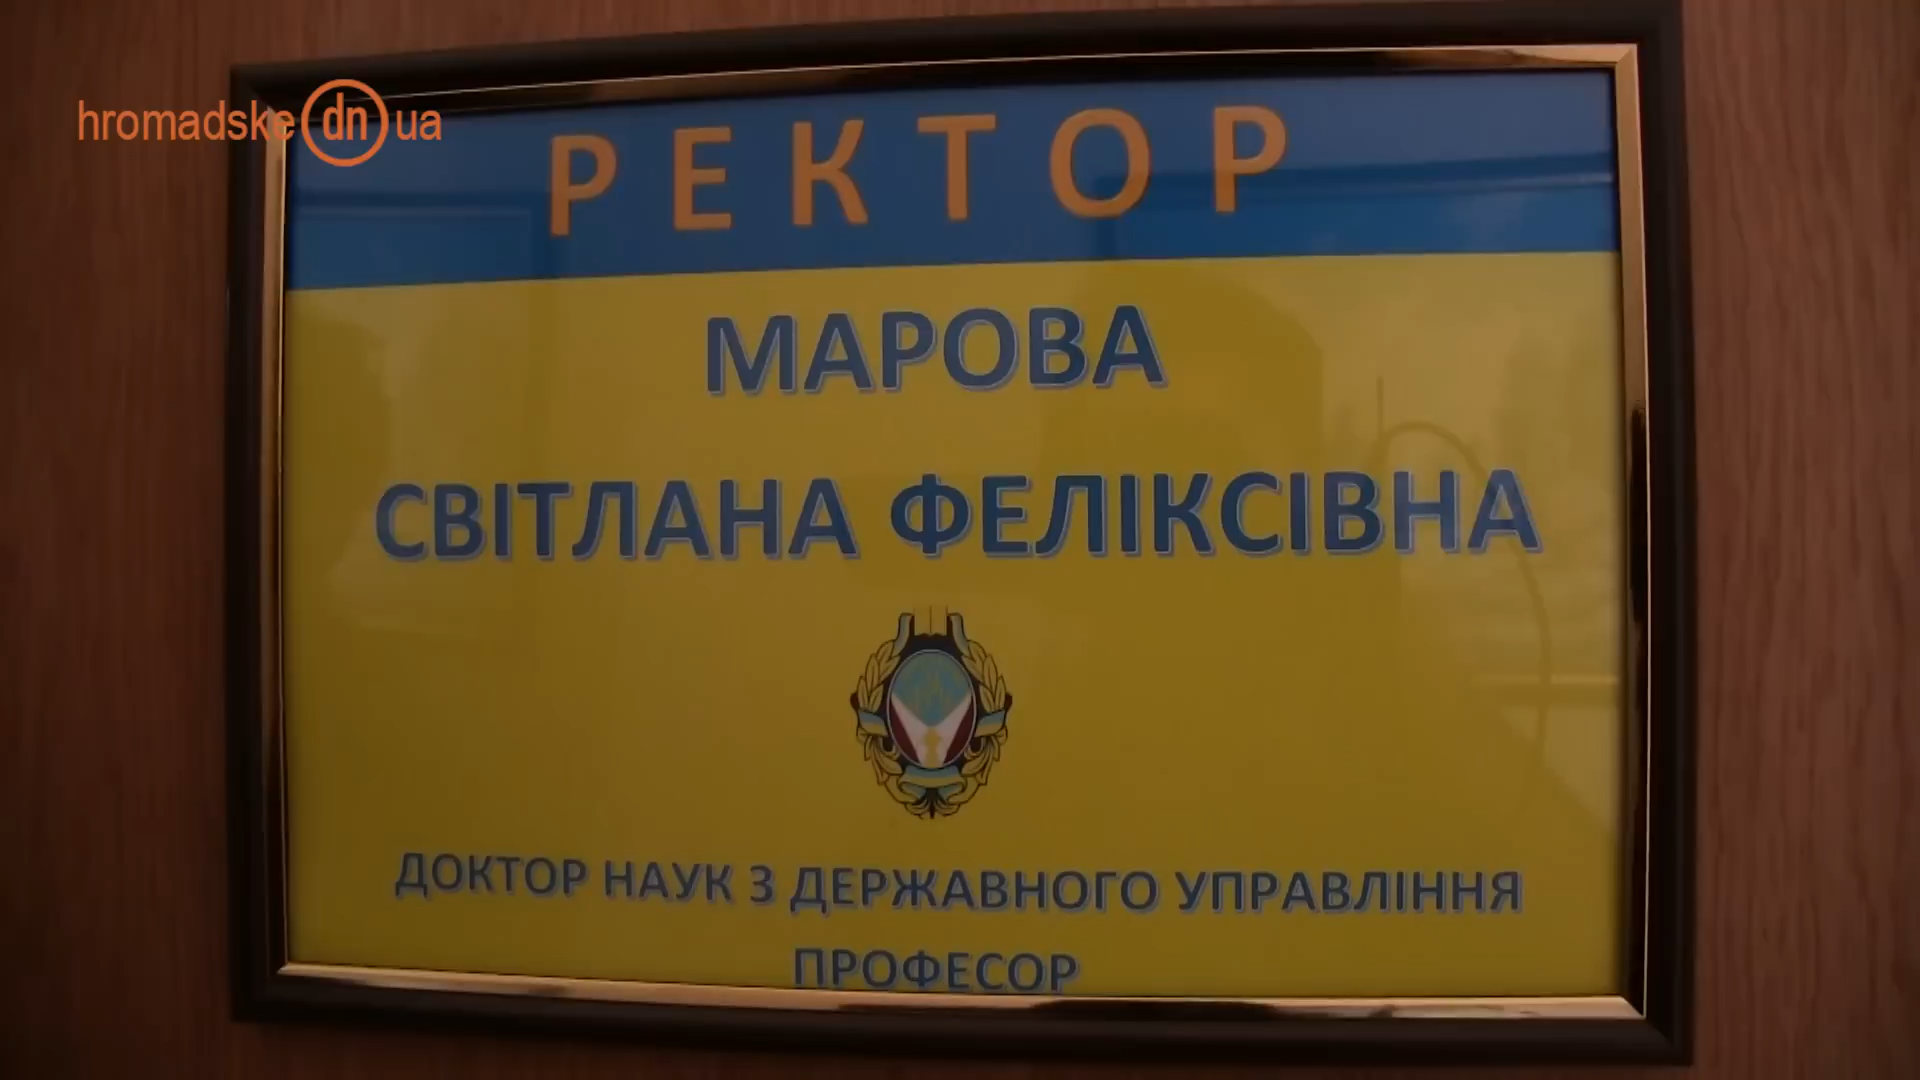 hromadske dn ua
РЕКТОР
МАРОВА
СВІТЛАНА ФЕЛІКСІВНА
ДОКТОР НАУК З ДЕРЖАВНОГО УПРАВЛІННЯ
ПРОФЕСОР